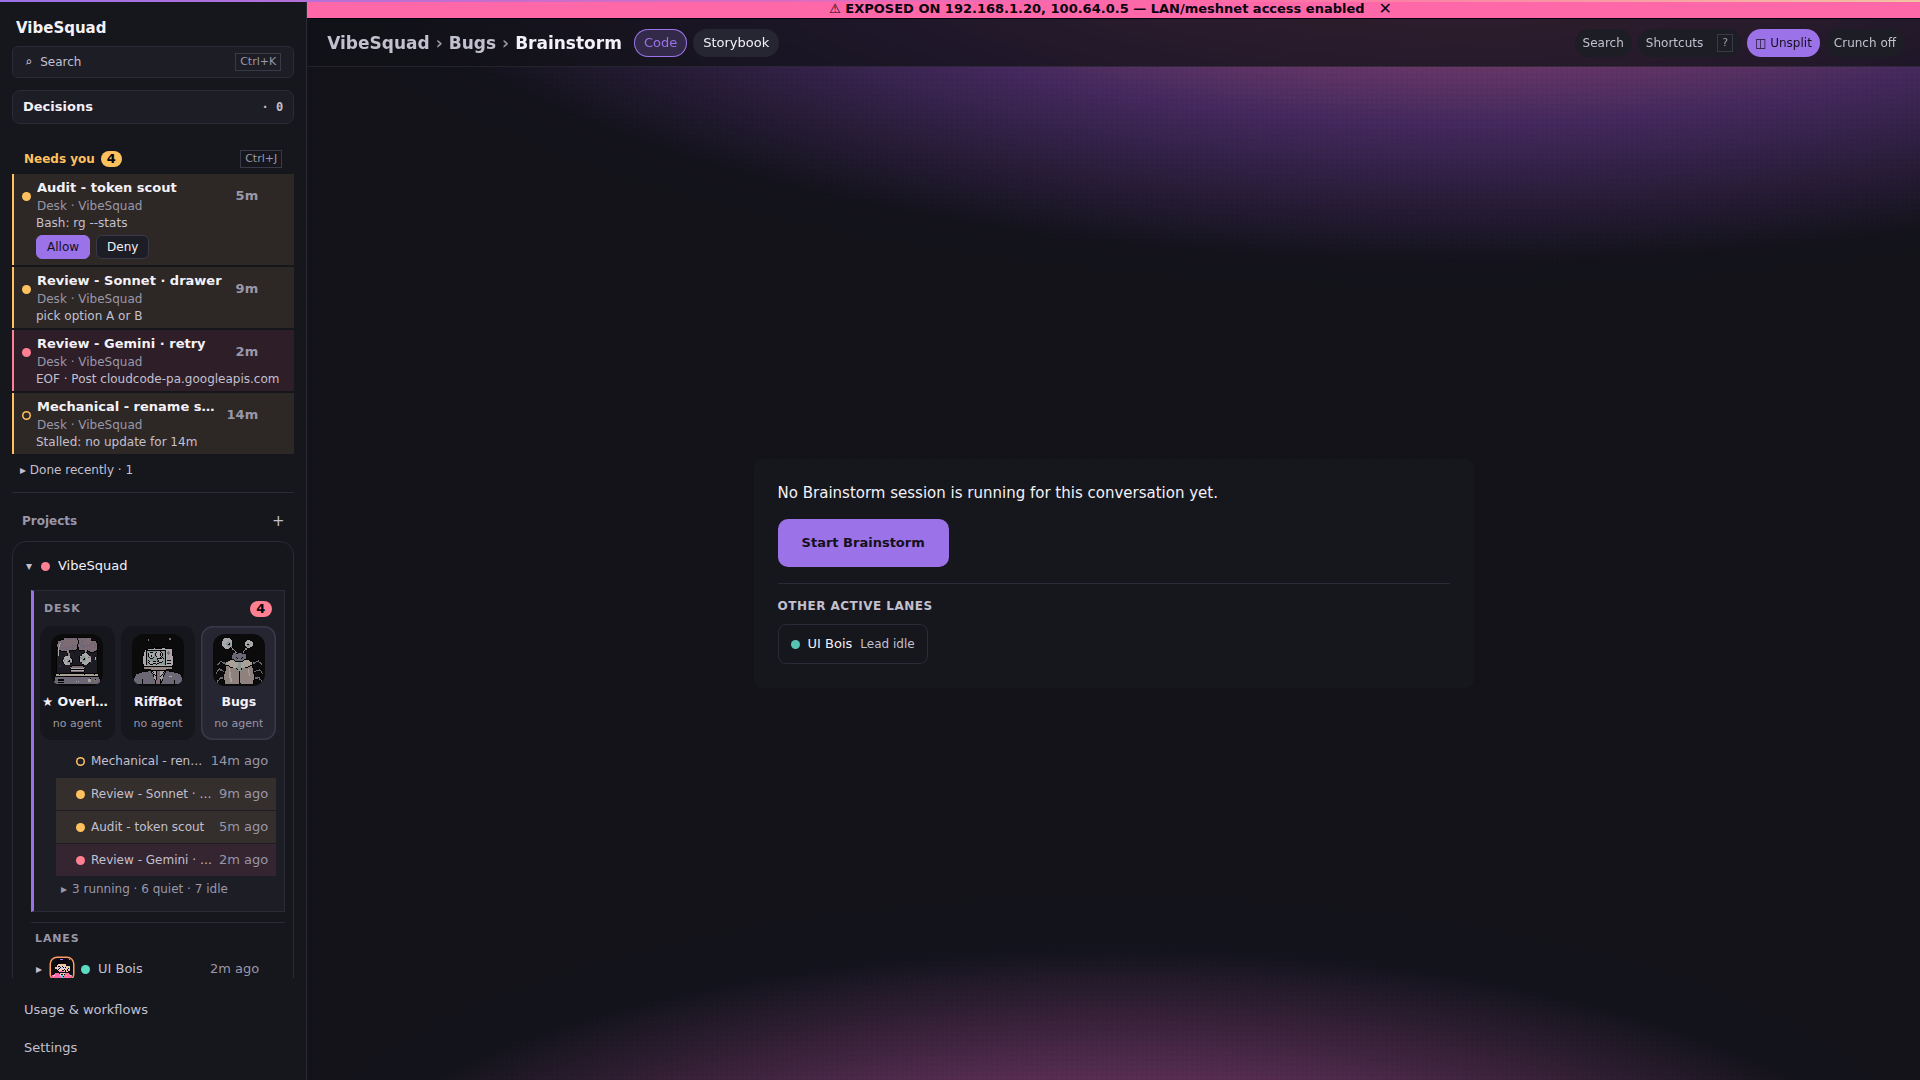 VibeSquad
Search Ctrl+K
Decisions · 0
Needs you 4 Ctrl+J
Audit - token scout 5m
Desk · VibeSquad
Bash: rg --stats
Allow Deny
Review - Sonnet · drawer 9m
Desk · VibeSquad
pick option A or B
Review - Gemini · retry 2m
Desk · VibeSquad
EOF · Post cloudcode-pa.googleapis.com
Mechanical - rename s… 14m
Desk · VibeSquad
Stalled: no update for 14m
▸ Done recently · 1
Projects +
▾ VibeSquad
DESK 4
★ Overl… RiffBot Bugs
no agent no agent no agent
Mechanical - ren… 14m ago
Review - Sonnet · … 9m ago
Audit - token scout 5m ago
Review - Gemini · … 2m ago
▸ 3 running · 6 quiet · 7 idle
LANES
▸ UI Bois 2m ago
Usage & workflows
Settings
⚠ EXPOSED ON 192.168.1.20, 100.64.0.5 — LAN/meshnet access enabled ✕
VibeSquad › Bugs › Brainstorm Code Storybook Search Shortcuts ? Unsplit Crunch off
No Brainstorm session is running for this conversation yet.
Start Brainstorm
OTHER ACTIVE LANES
UI Bois Lead idle